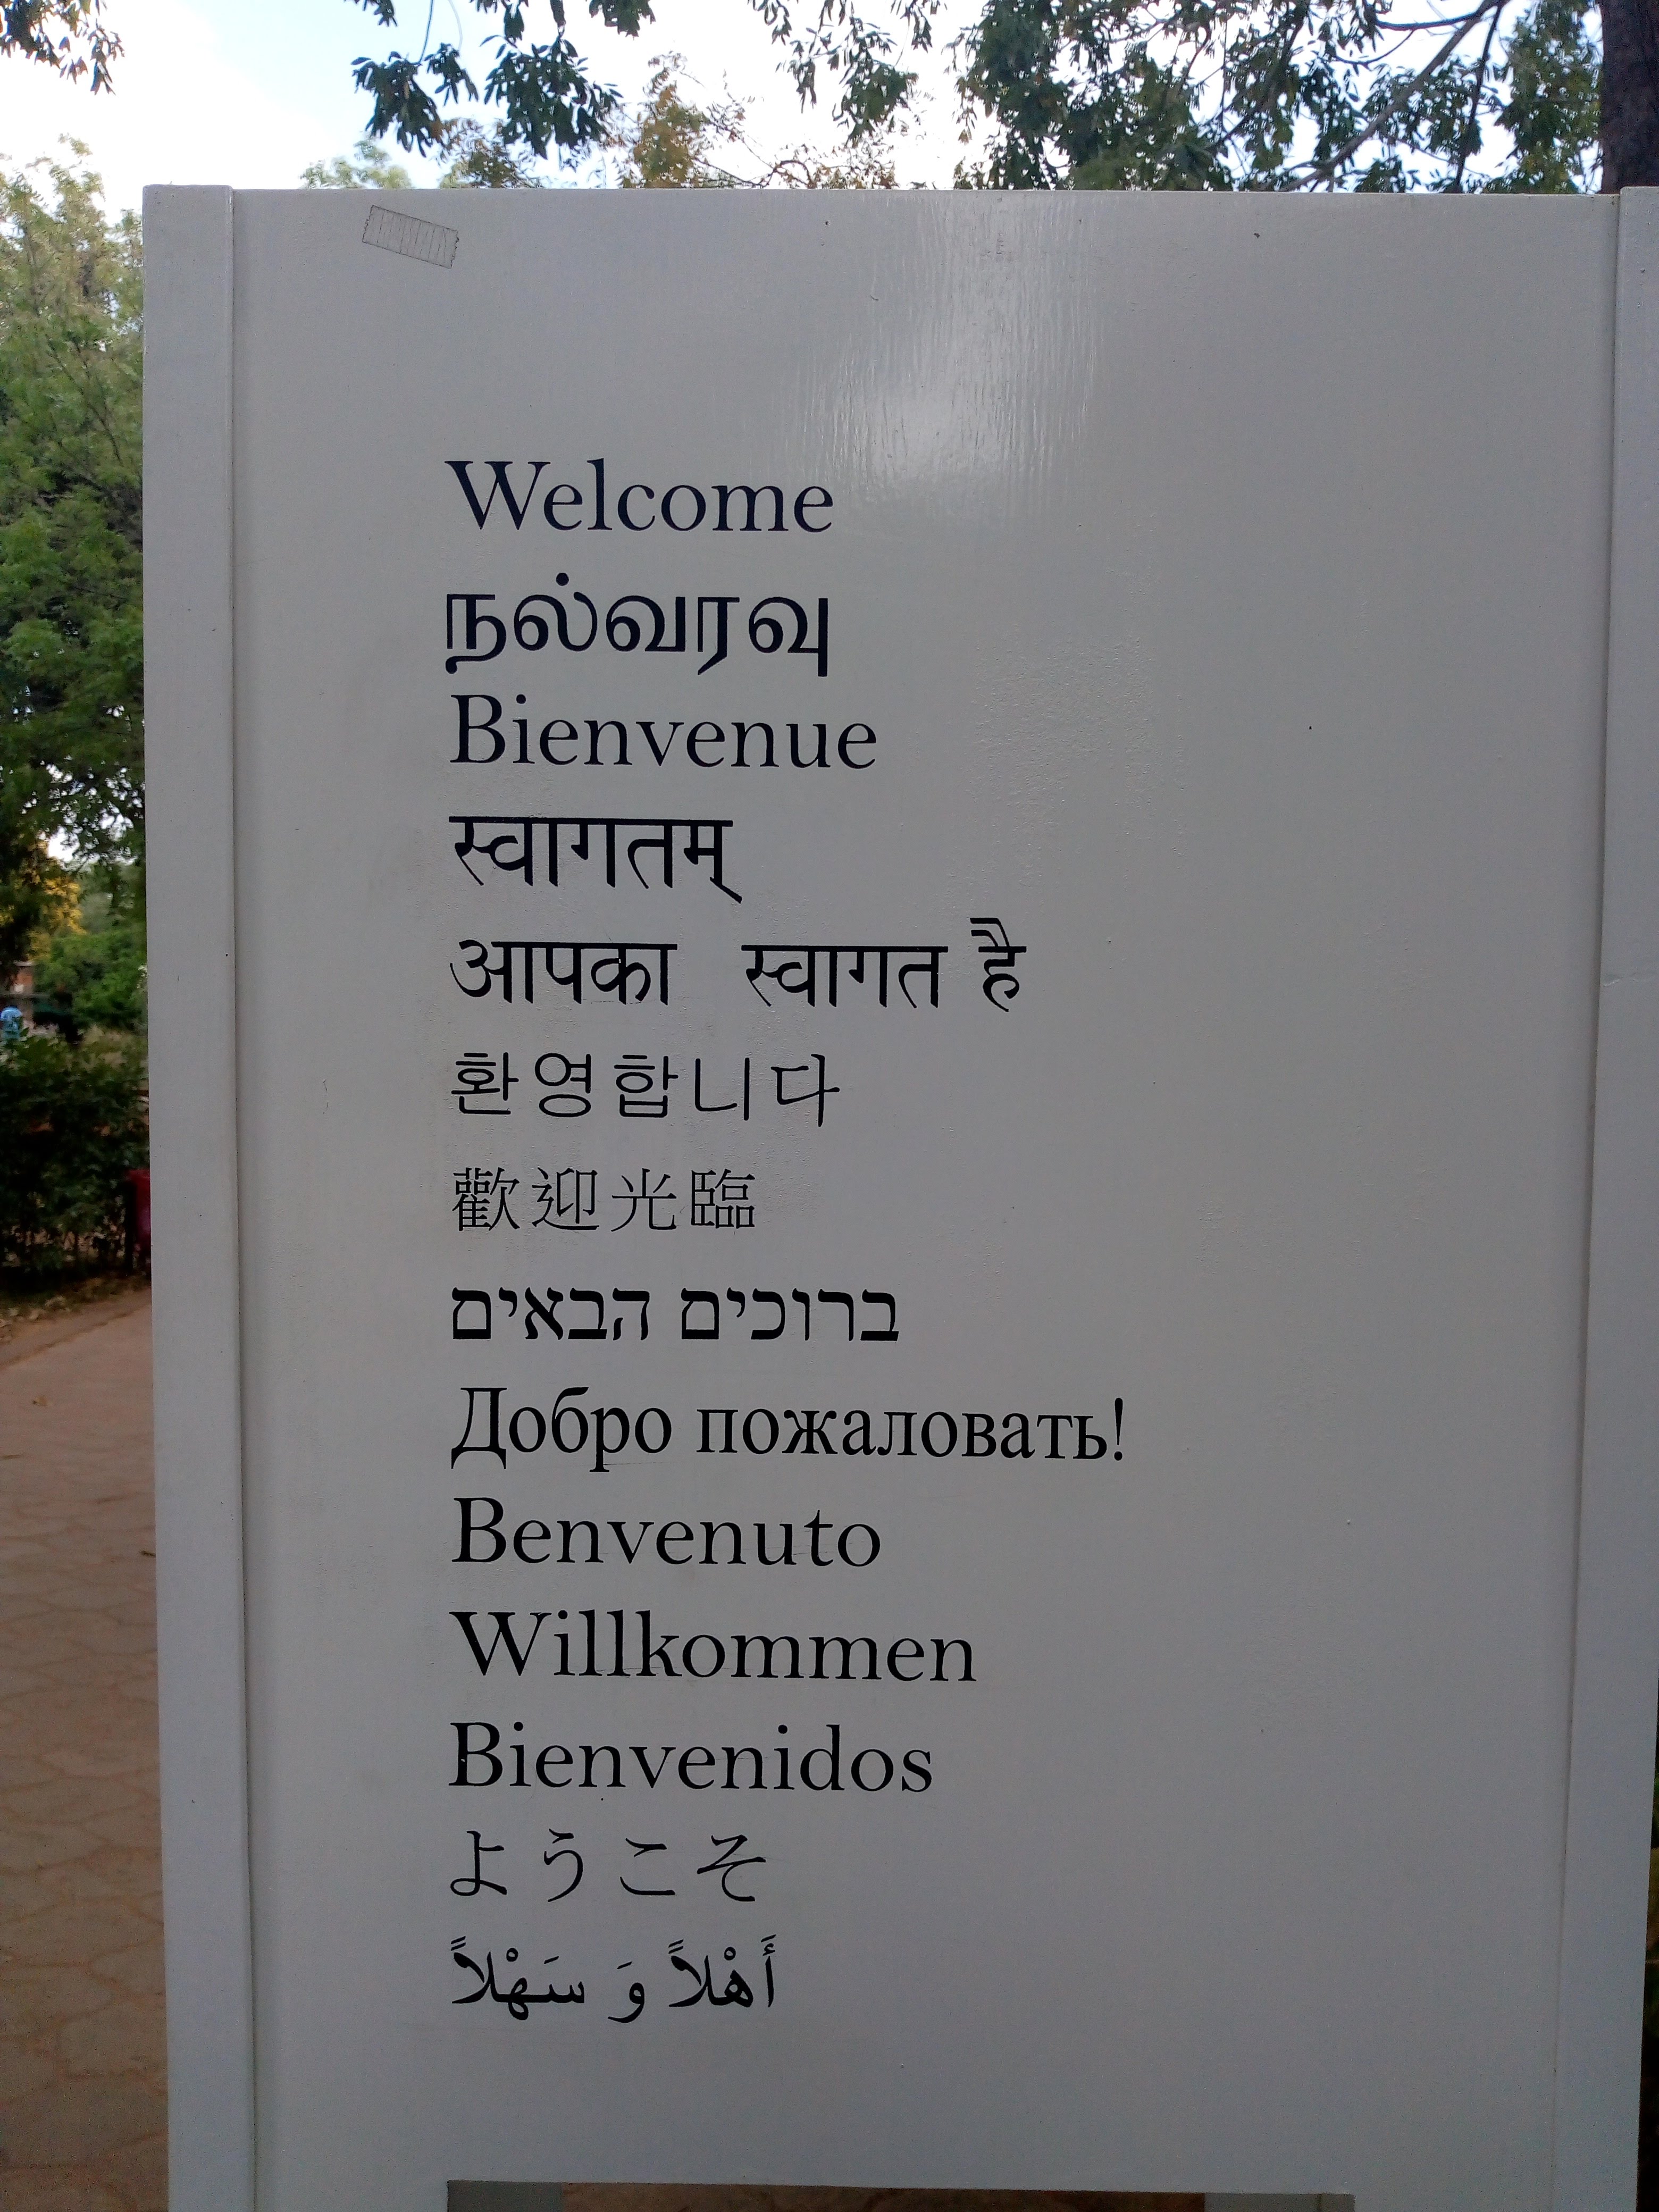 Welcome
நல்வரவு
Bienvenue
स्वागतम्
आपका स्वागत है
환영합니다
歡迎光臨
ברוכים הבאים
Добро пожаловать!
Benvenuto
Willkommen
Bienvenidos
ようこそ
أَهْلاً وَ سَهْلاً